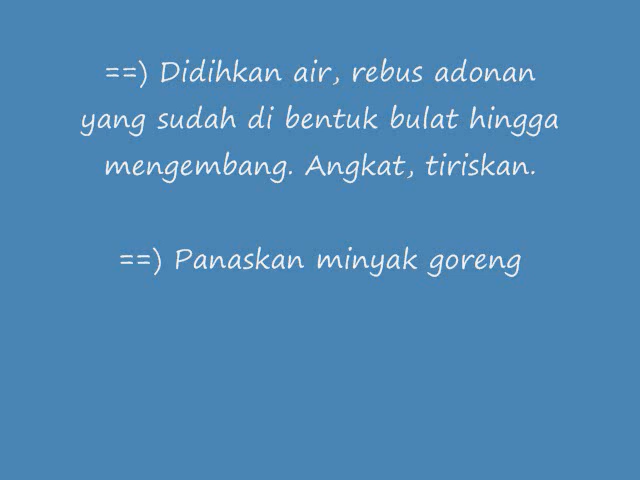 ==) Didihkan air, rebus adonan
yang sudah di bentuk bulat hingga
mengembang. Angkat, tiriskan.
==) Panaskan minyak goreng